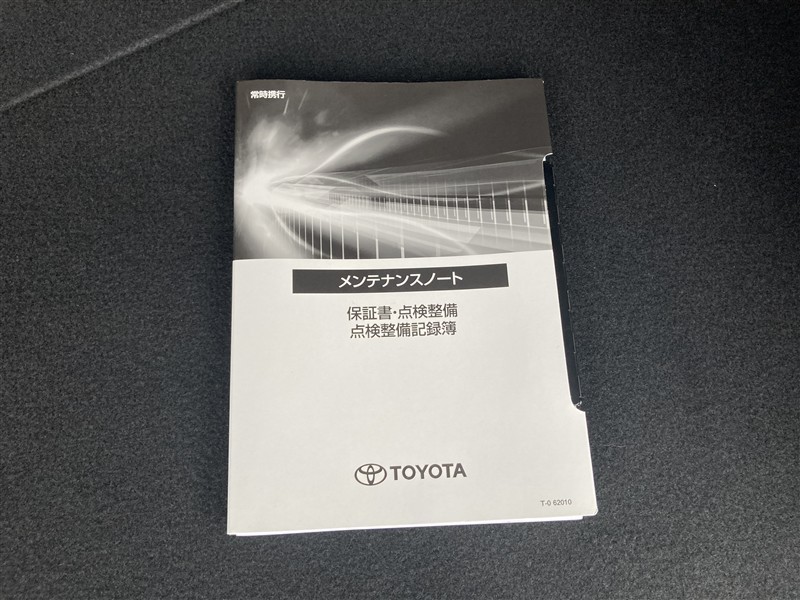 常時携行
メンテナンスノート
保証書・点検整備
点検整備記録簿
TOYOTA
T-0 62010